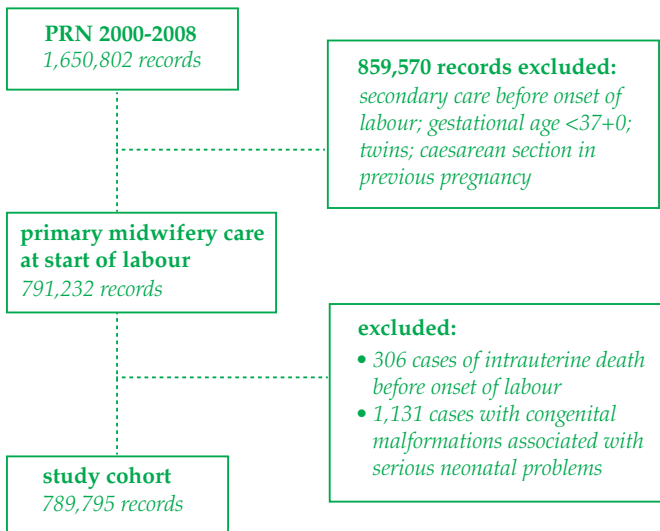 PRN 2000-2008
1,650,802 records
859,570 records excluded:
secondary care before onset of
labour; gestational age <37+0;
twins; caesarean section in
previous pregnancy
primary midwifery care
at start of labour
791,232 records
excluded:
• 306 cases of intrauterine death
before onset of labour
• 1,131 cases with congenital
malformations associated with
serious neonatal problems
study cohort
789,795 records